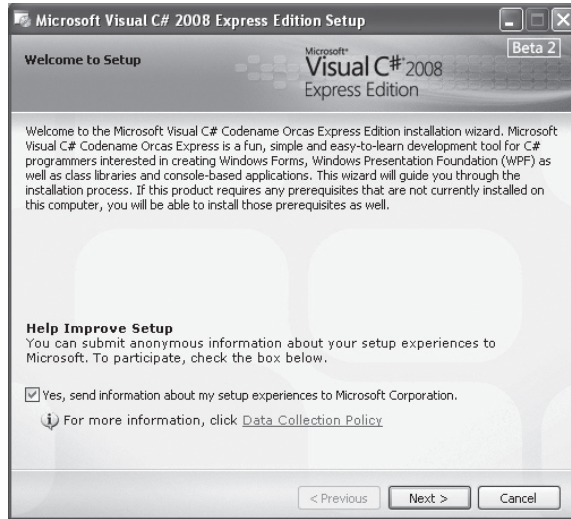 Microsoft Visual C# 2008 Express Edition Setup
Welcome to Setup
Beta 2
Microsoft®
Visual C#® 2008
Express Edition
Welcome to the Microsoft Visual C# Codename Orcas Express Edition installation wizard. Microsoft
Visual C# Codename Orcas Express is a fun, simple and easy-to-learn development tool for C#
programmers interested in creating Windows Forms, Windows Presentation Foundation (WPF) as
well as class libraries and console-based applications. This wizard will guide you through the
installation process. If this product requires any prerequisites that are not currently installed on
this computer, you will be able to install those prerequisites as well.
Help Improve Setup
You can submit anonymous information about your setup experiences to
Microsoft. To participate, check the box below.
Yes, send information about my setup experiences to Microsoft Corporation.
For more information, click Data Collection Policy
< Previous
Next >
Cancel